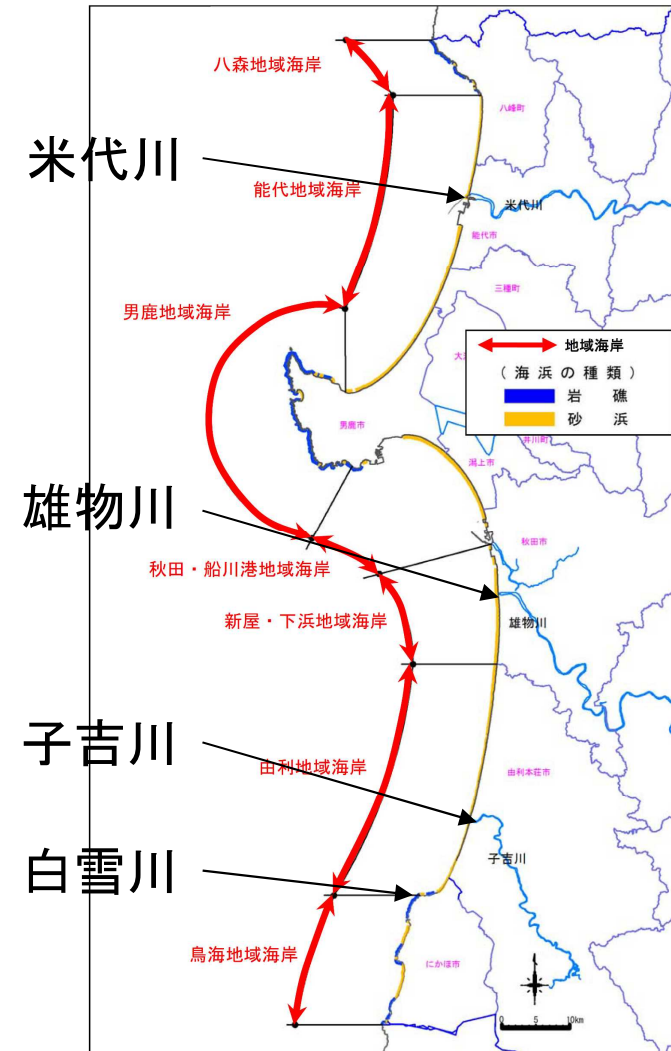 八森地域海岸
八峰町
米代川
能代地域海岸
米代川
能代市
三種町
男鹿地域海岸
地域海岸
（ 海 浜 の 種 類 ）
岩　礁
砂　浜
大
男鹿市
井川町
潟上市
雄物川
秋田市
秋田・船川港地域海岸
新屋・下浜地域海岸
雄物川
子吉川
由利地域海岸
由利本荘市
白雪川
子吉川
鳥海地域海岸
にかほ市
0 5 10km